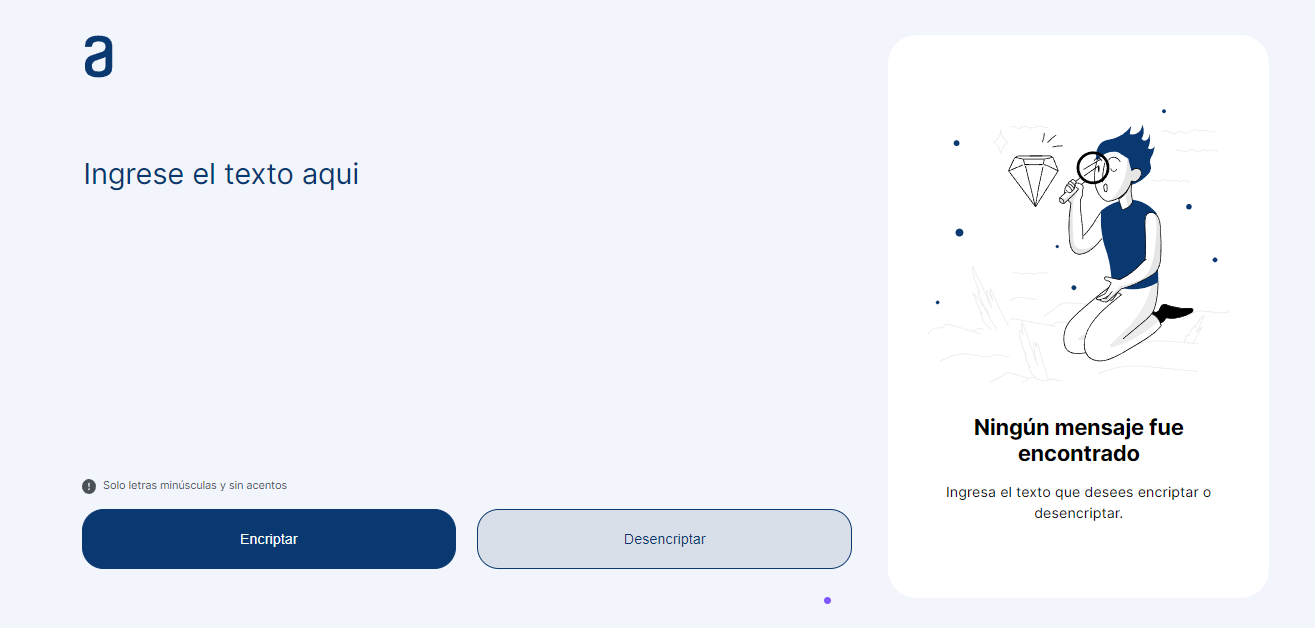 a
Ingrese el texto aqui
Solo letras minúsculas y sin acentos
Encriptar
Desencriptar
Ningún mensaje fue
encontrado
Ingresa el texto que desees encriptar o
desencriptar.